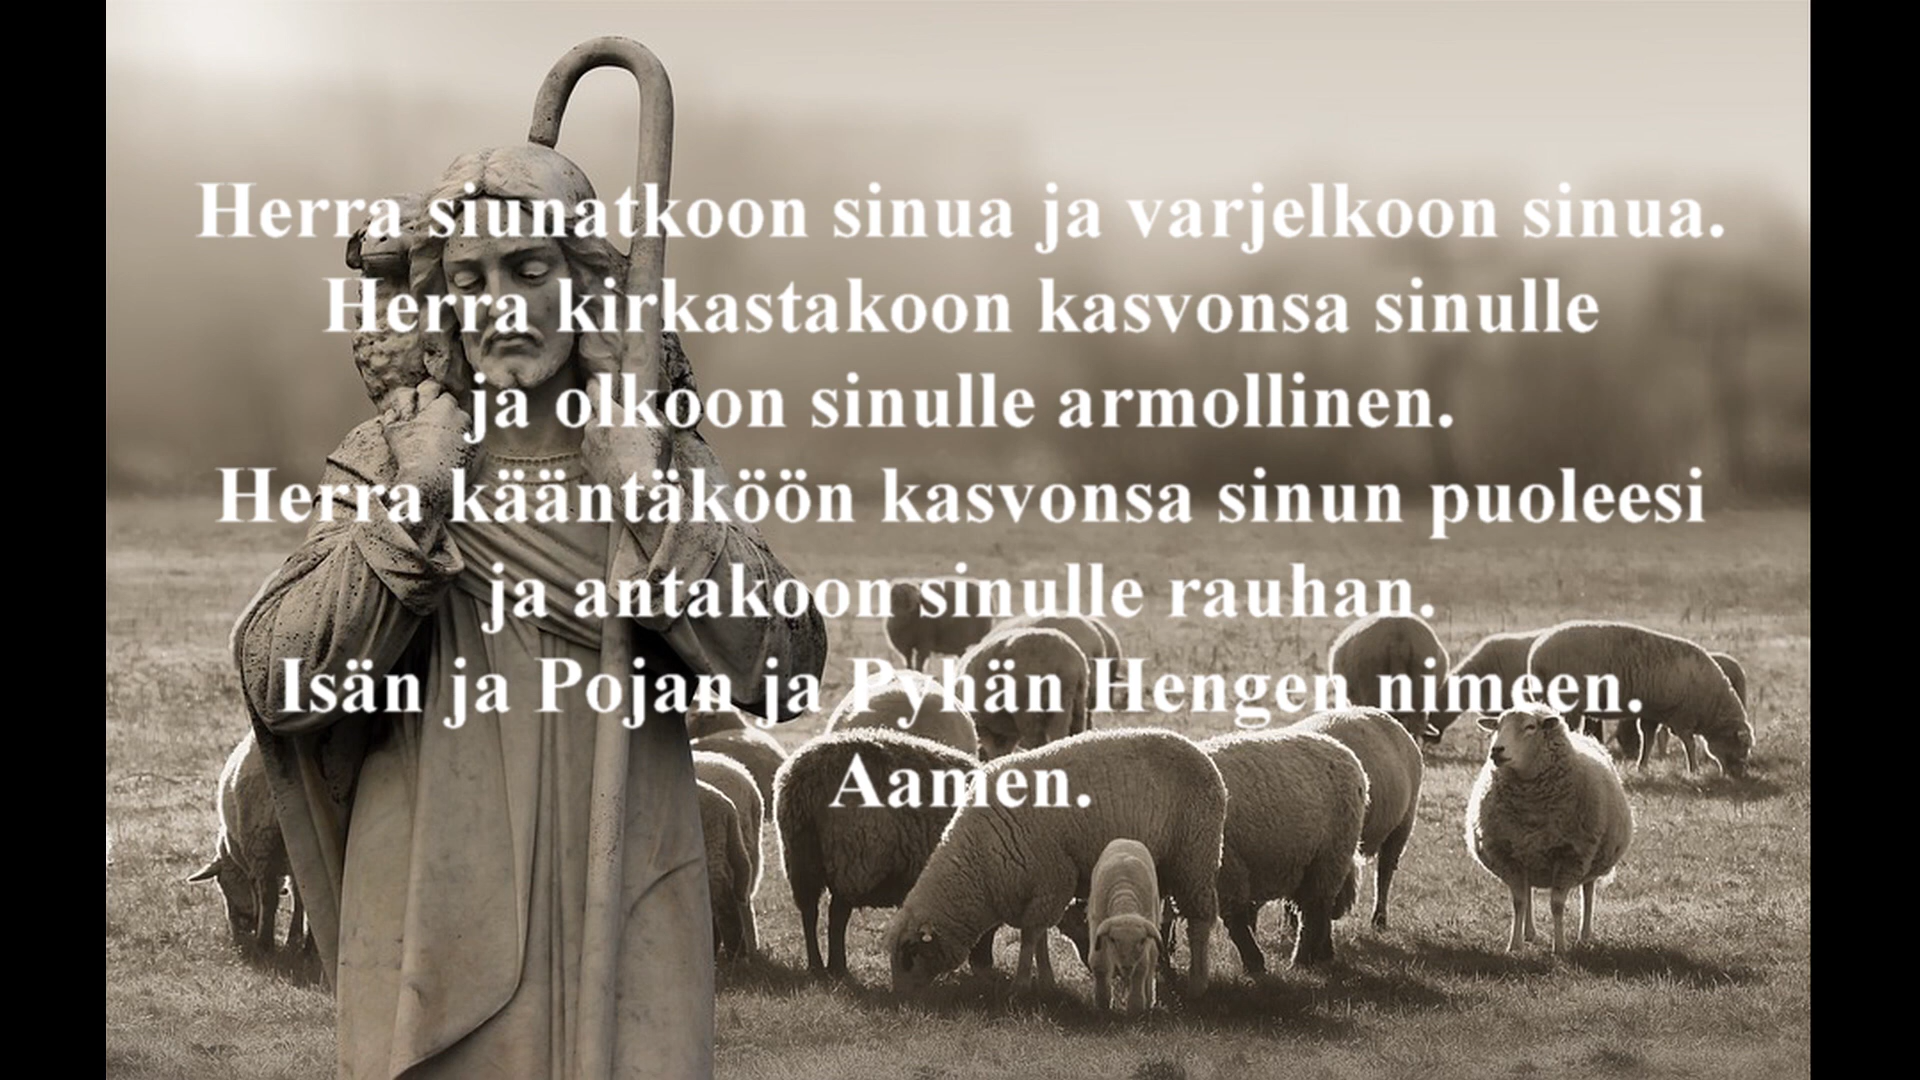 Herra siunatkoon sinua ja varjelkoon sinua.
Herra kirkastakoon kasvonsa sinulle
ja olkoon sinulle armollinen.
Herra kääntäköön kasvonsa sinun puoleesi
ja antakoon sinulle rauhan.
Isän ja Pojan ja Pyhän Hengen nimeen.
Aamen.